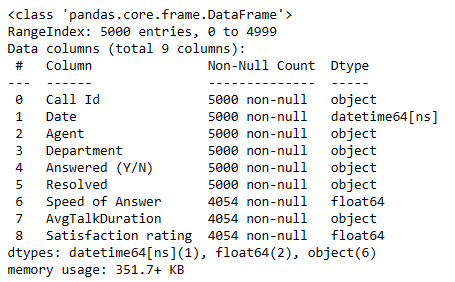 <class 'pandas.core.frame.DataFrame'>
RangeIndex: 5000 entries, 0 to 4999
Data columns (total 9 columns):
 #   Column               Non-Null Count  Dtype
---  ------               --------------  -----
 0   Call Id              5000 non-null   object
 1   Date                 5000 non-null   datetime64[ns]
 2   Agent                5000 non-null   object
 3   Department           5000 non-null   object
 4   Answered (Y/N)       5000 non-null   object
 5   Resolved             5000 non-null   object
 6   Speed of Answer      4054 non-null   float64
 7   AvgTalkDuration      4054 non-null   object
 8   Satisfaction rating  4054 non-null   float64
dtypes: datetime64[ns](1), float64(2), object(6)
memory usage: 351.7+ KB